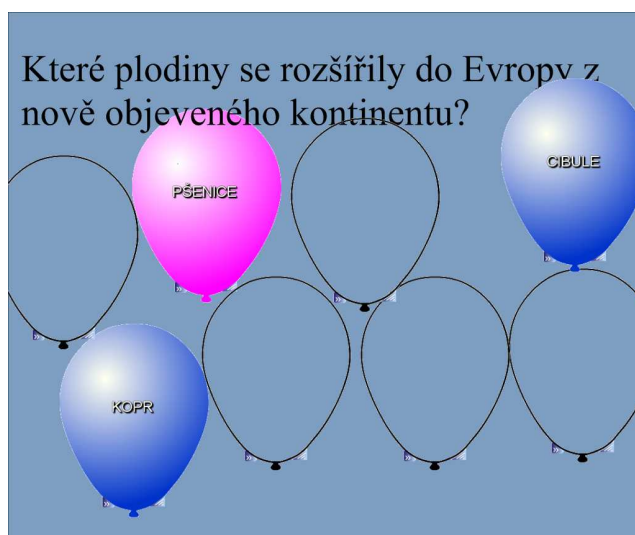 Které plodiny se rozšířily do Evropy z
nově objeveného kontinentu?
PŠENICE
CIBULE
KOPR